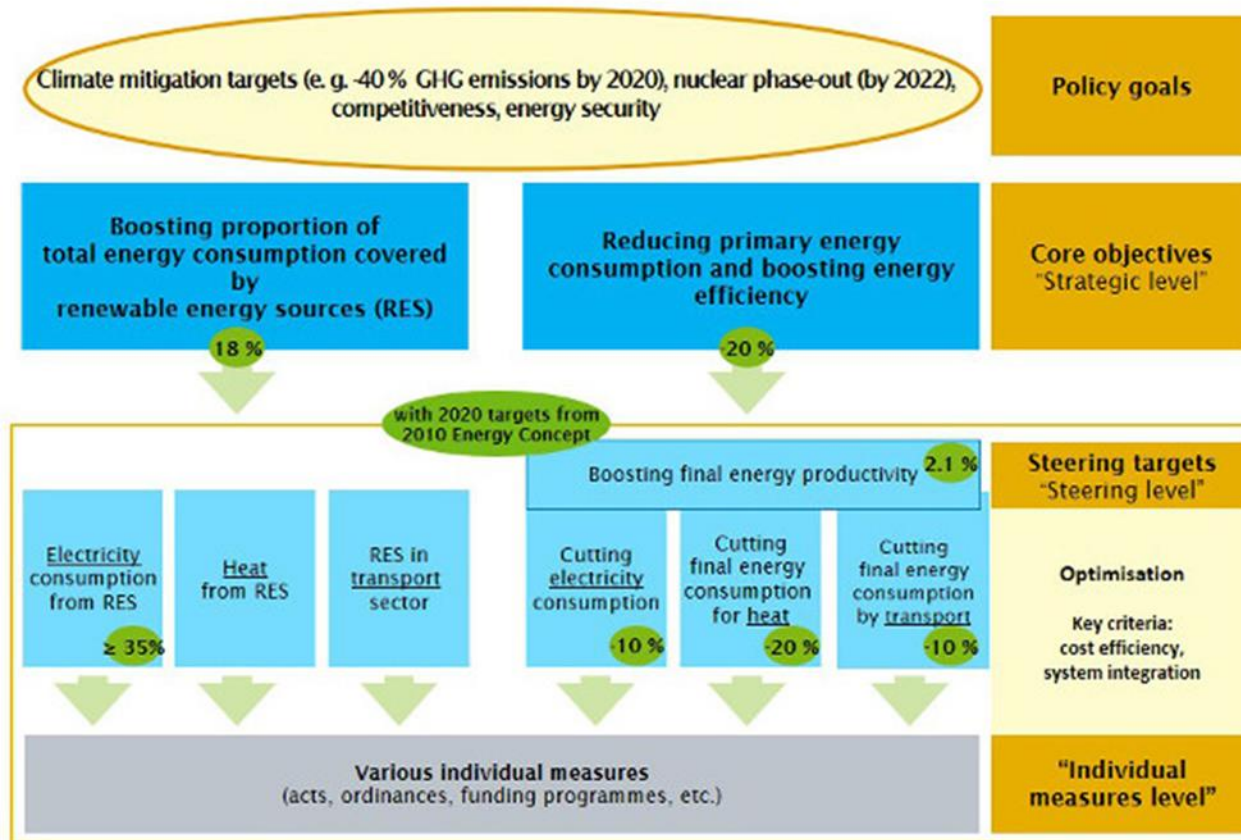 Climate mitigation targets (e. g. -40 % GHG emissions by 2020), nuclear phase-out (by 2022),
competitiveness, energy security
Policy goals
Boosting proportion of
total energy consumption covered
by
renewable energy sources (RES)
18 %
Reducing primary energy
consumption and boosting energy
efficiency
-20 %
Core objectives
"Strategic level"
with 2020 targets from
2010 Energy Concept
Boosting final energy productivity
2.1 %
Steering targets
"Steering level"
Electricity
consumption
from RES
≥ 35%
Heat
from RES
RES in
transport
sector
Cutting
electricity
consumption
-10 %
Cutting
final energy
consumption
for heat
-20 %
Cutting
final energy
consumption
by transport
-10 %
Optimisation
Key criteria:
cost efficiency,
system integration
Various individual measures
(acts, ordinances, funding programmes, etc.)
“Individual
measures level”